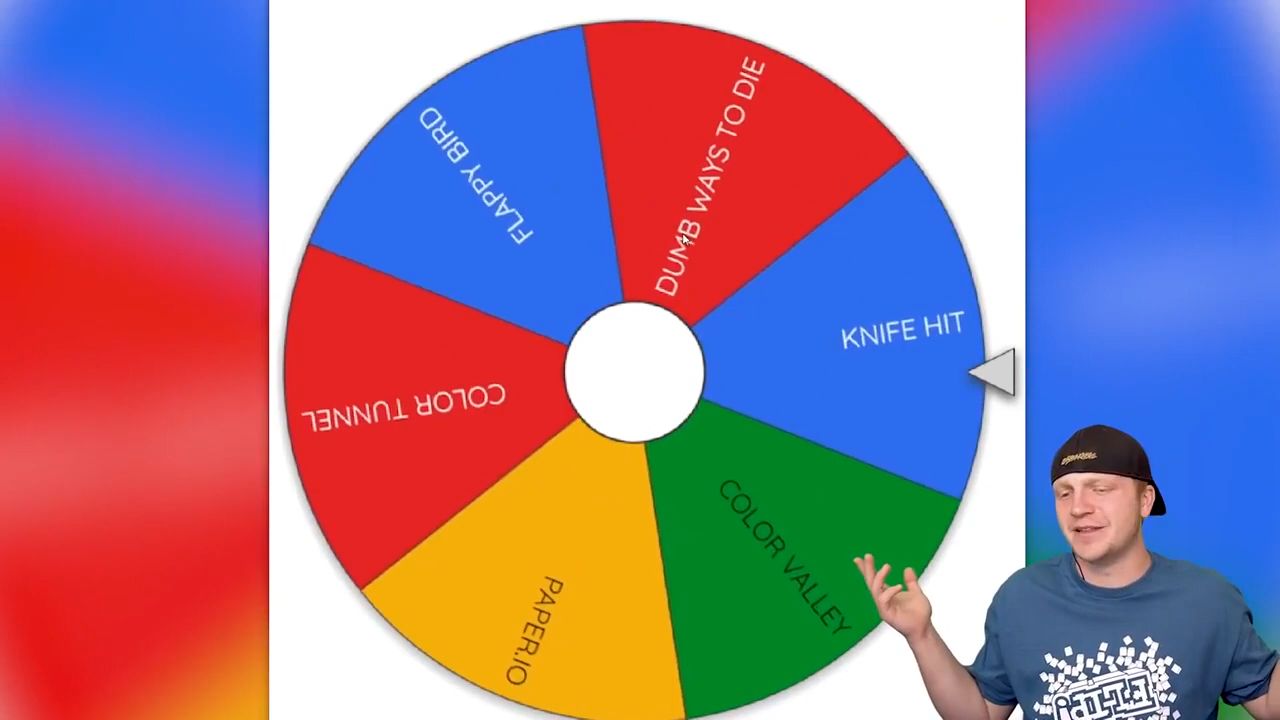 DUMB WAYS TO DIE
FLAPPY BIRD
KNIFE HIT
COLOR TUNNEL
COLOR VALLEY
PAPER.IO